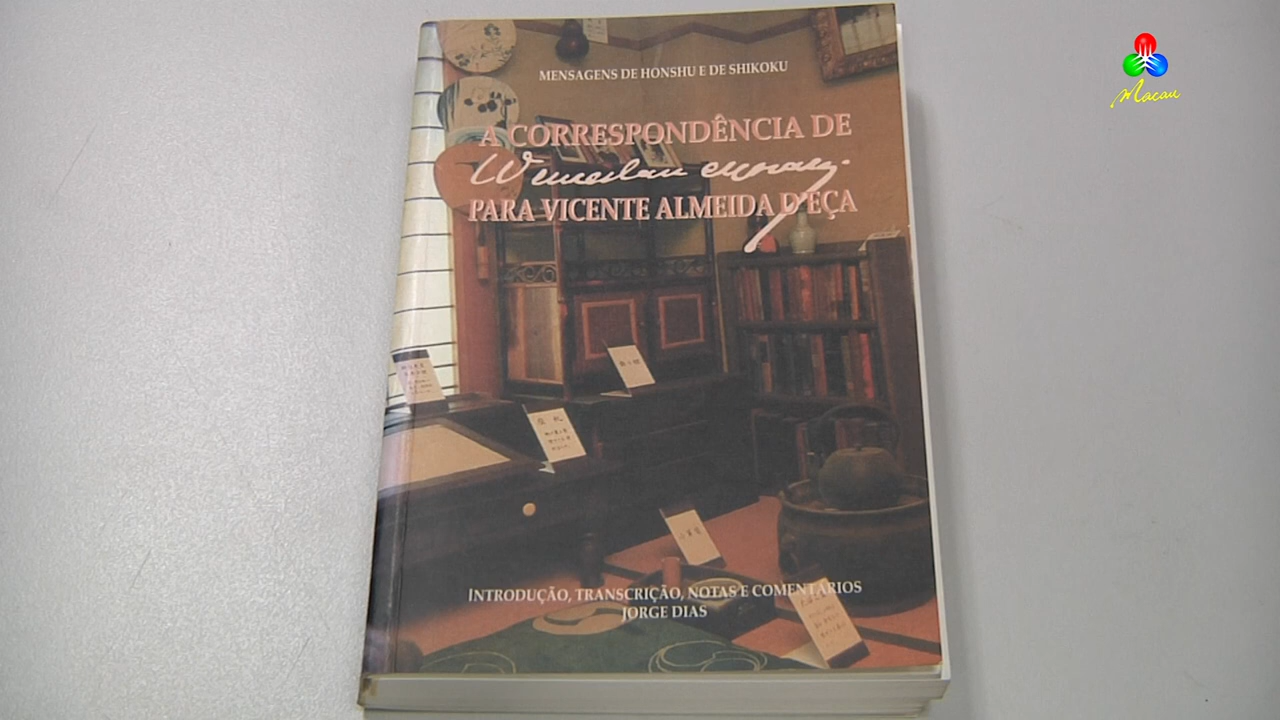 MENSAGENS DE HONSHU E DE SHIKOKU
A CORRESPONDÊNCIA DE
Wenceslau Moraes
PARA VICENTE ALMEIDA D'EÇA
INTRODUÇÃO, TRANSCRIÇÃO, NOTAS E COMENTÁRIOS
JORGE DIAS
Macau